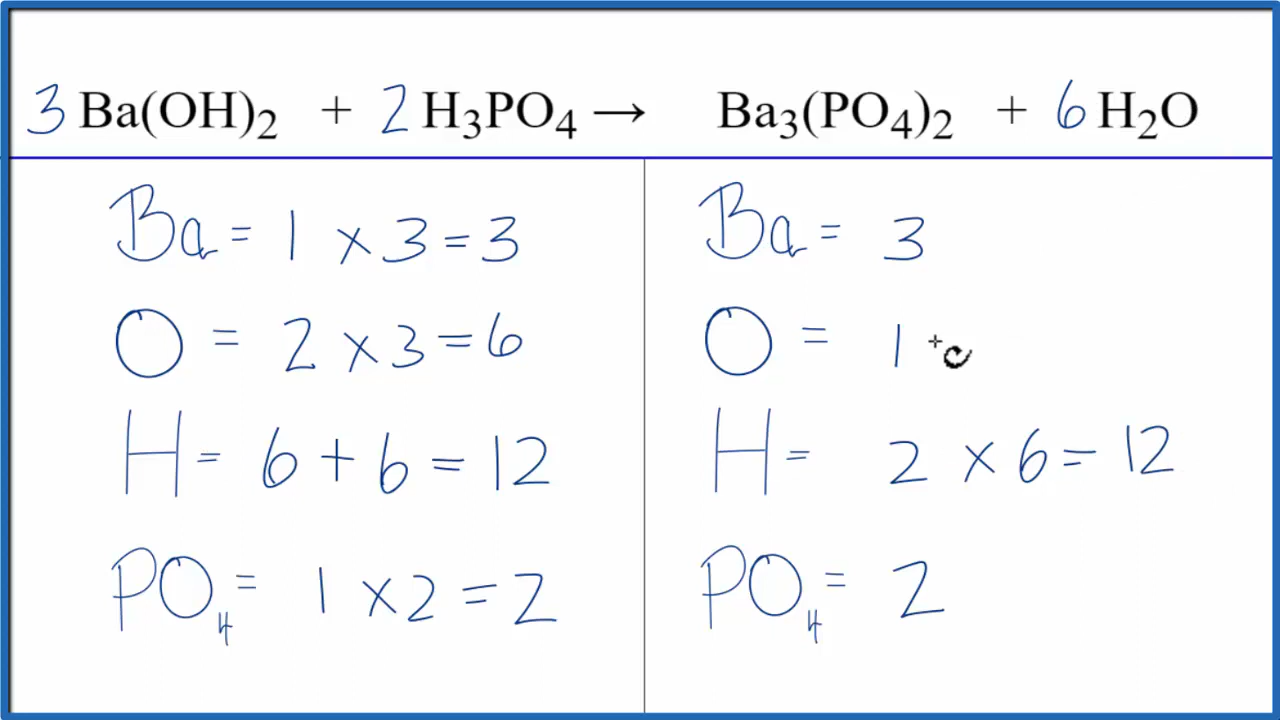 3 Ba(OH)₂ + 2 H₃PO₄ → Ba₃(PO₄)₂ + 6 H₂O
Ba = 1 x 3 = 3
O = 2 x 3 = 6
H = 6 + 6 = 12
PO₄ = 1 x 2 = 2
Ba = 3
O = 1
H = 2 x 6 = 12
PO₄ = 2